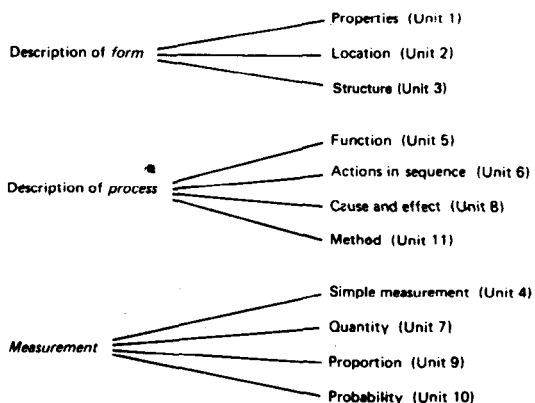 Properties (Unit 1)
Description of form
Location (Unit 2)
Structure (Unit 3)
Function (Unit 5)
Actions in sequence (Unit 6)
Description of process
Cause and effect (Unit 8)
Method (Unit 11)
Simple measurement (Unit 4)
Quantity (Unit 7)
Measurement
Proportion (Unit 9)
Probability (Unit 10)